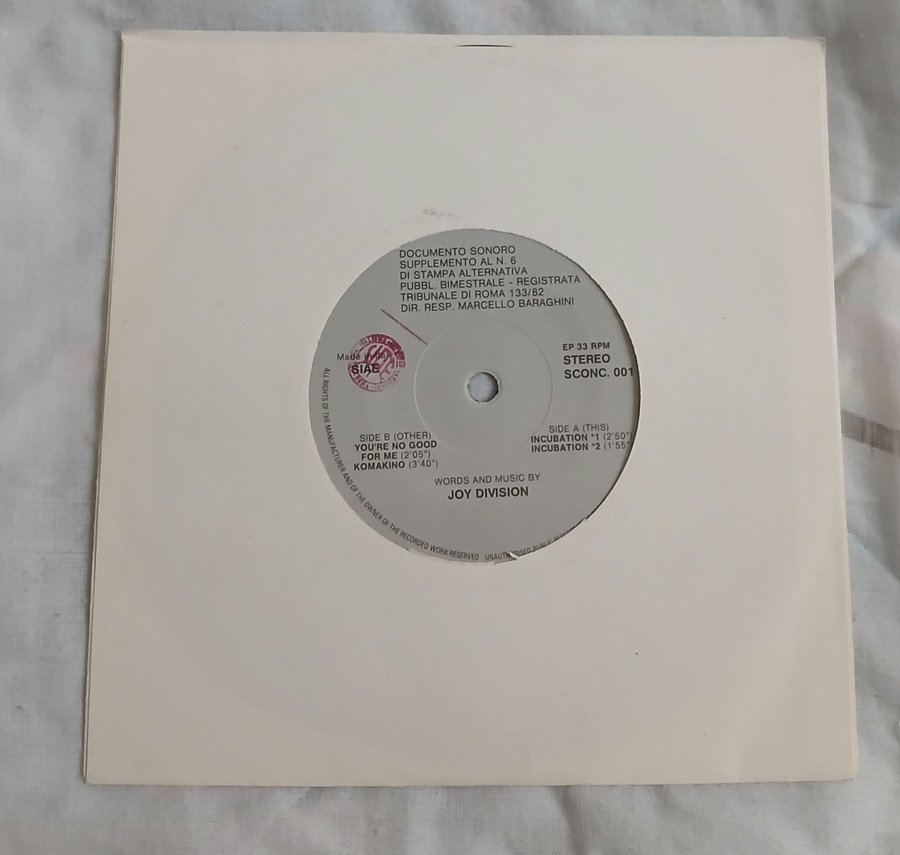 DOCUMENTO SONORO
SUPPLEMENTO AL N. 6
DI STAMPA ALTERNATIVA
PUBBL. BIMESTRALE - REGISTRATA
TRIBUNALE DI ROMA 133/82
DIR. RESP. MARCELLO BARAGHINI
Made in
SIAE
EP 33 RPM
STEREO
SCONC. 001
SIDE B (OTHER)
YOU'RE NO GOOD
FOR ME (2'05")
KOMAKINO (3'40")
SIDE A (THIS)
INCUBATION *1 (2'50"
INCUBATION *2 (1'55"
WORDS AND MUSIC BY
JOY DIVISION
ALL RIGHTS OF THE MANUFACTURER AND OF THE OWNER OF THE RECORDED WORK RESERVED